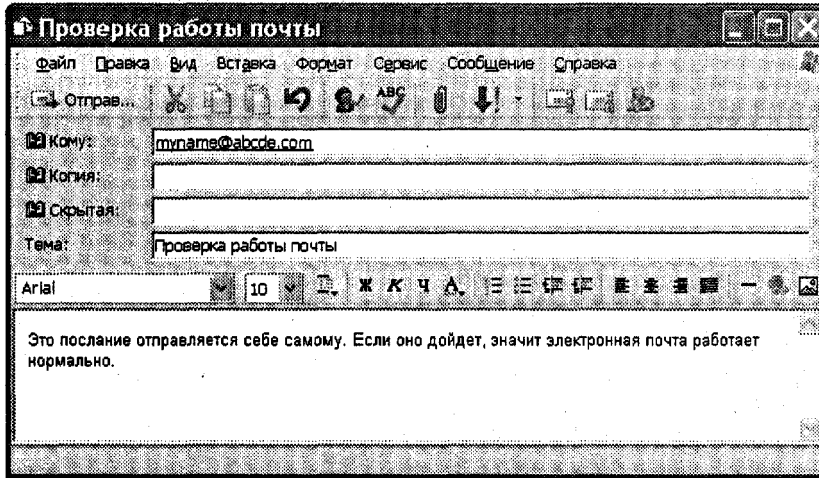 Проверка работы почты
Файл Правка Вид Вставка Формат Сервис Сообщение Справка
Отправ... ABC
Кому: myname@abcde.com
Копия:
Скрытая:
Тема: Проверка работы почты
Arial 10 Ж К Ч А
Это послание отправляется себе самому. Если оно дойдет, значит электронная почта работает
нормально.